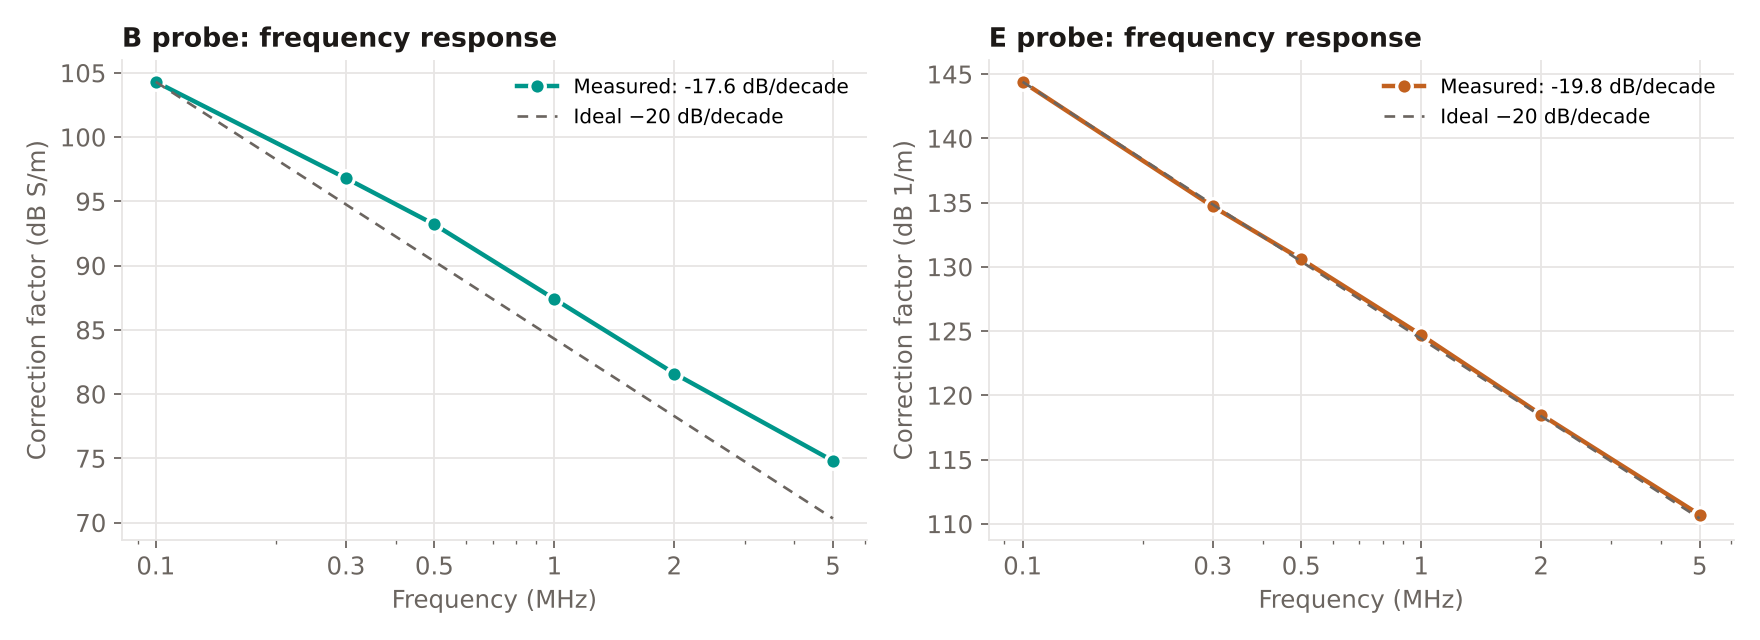 B probe: frequency response
Correction factor (dB S/m)
105
100
95
90
85
80
75
70
Measured: -17.6 dB/decade
Ideal −20 dB/decade
0.1
0.3
0.5
1
2
5
Frequency (MHz)
E probe: frequency response
Correction factor (dB 1/m)
145
140
135
130
125
120
115
110
Measured: -19.8 dB/decade
Ideal −20 dB/decade
0.1
0.3
0.5
1
2
5
Frequency (MHz)